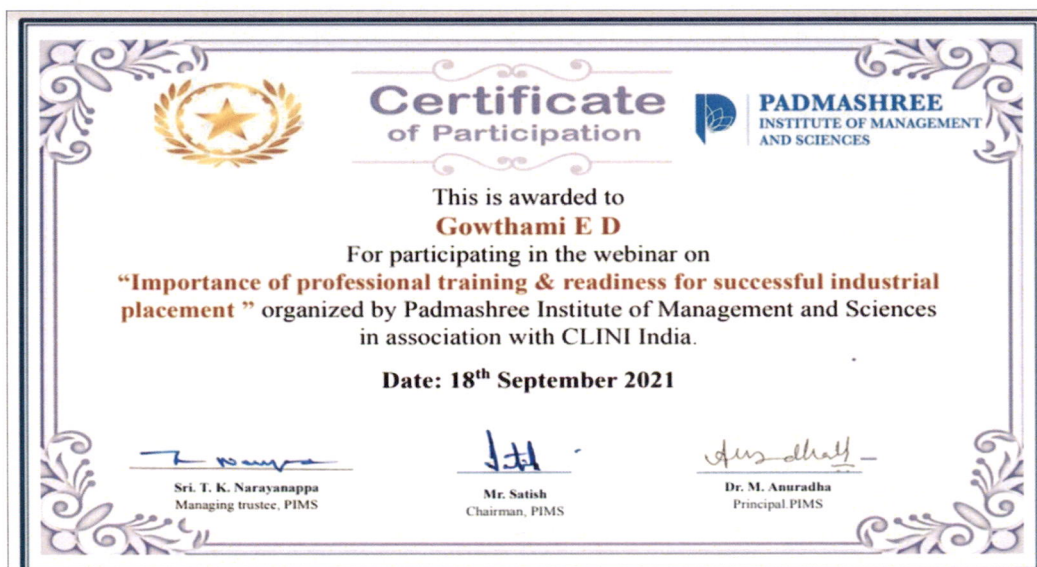 Certificate
of Participation
PADMASHREE
INSTITUTE OF MANAGEMENT
AND SCIENCES
This is awarded to
Gowthami E D
For participating in the webinar on
“Importance of professional training & readiness for successful industrial
placement ” organized by Padmashree Institute of Management and Sciences
in association with CLINI India.
Date: 18th September 2021
Sri. T. K. Narayanappa
Managing trustee, PIMS
Mr. Satish
Chairman, PIMS
Dr. M. Anuradha
Principal PIMS